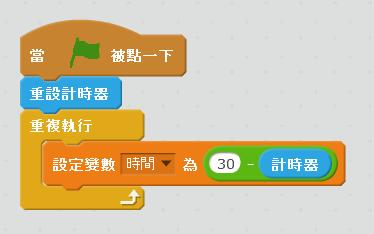 當 被點一下
重設計時器
重複執行
設定變數 時間 為 30 - 計時器